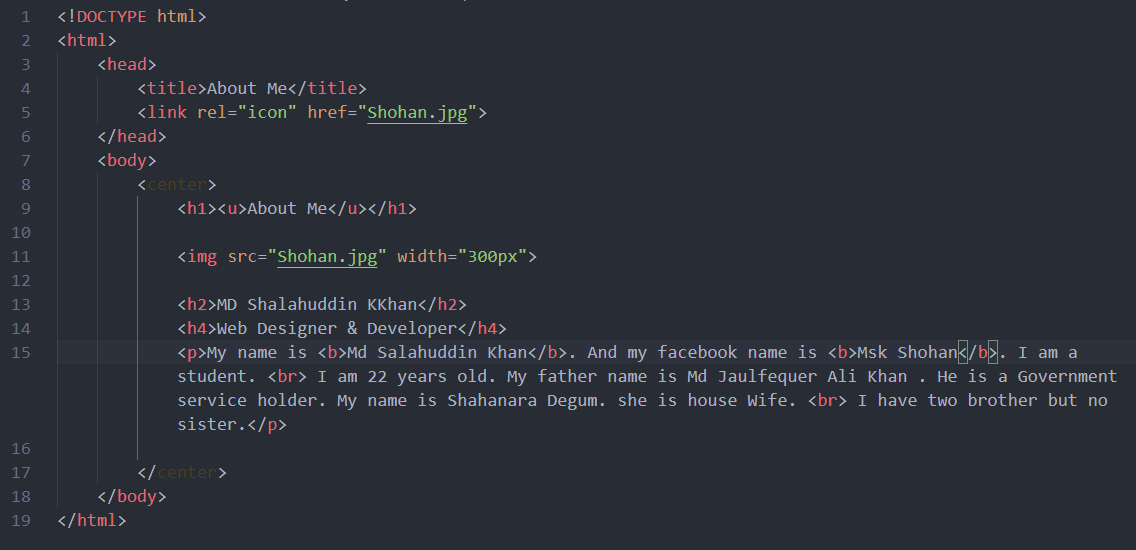 1 <!DOCTYPE html>
2 <html>
3     <head>
4         <title>About Me</title>
5         <link rel="icon" href="Shohan.jpg">
6     </head>
7     <body>
8         <center>
9             <h1><u>About Me</u></h1>
10
11             <img src="Shohan.jpg" width="300px">
12
13             <h2>MD Shalahuddin KKhan</h2>
14             <h4>Web Designer & Developer</h4>
15             <p>My name is <b>Md Salahuddin Khan</b>. And my facebook name is <b>Msk Shohan</b>. I am a
            student. <br> I am 22 years old. My father name is Md Jaulfequer Ali Khan . He is a Government
            service holder. My name is Shahanara Degum. she is house Wife. <br> I have two brother but no
            sister.</p>
16
17         </center>
18     </body>
19 </html>